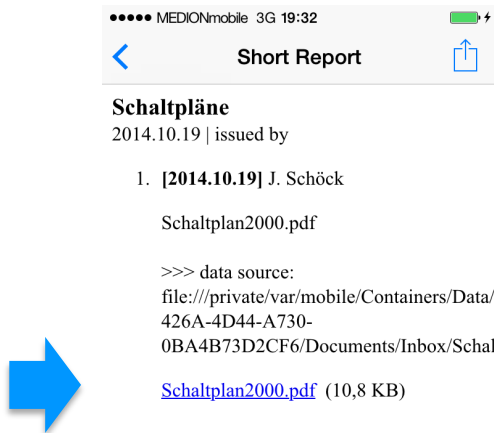 MEDIONmobile 3G 19:32
Short Report
Schaltpläne
2014.10.19 | issued by
1. [2014.10.19] J. Schöck
Schaltplan2000.pdf
>>> data source:
file:///private/var/mobile/Containers/Data/
426A-4D44-A730-
0BA4B73D2CF6/Documents/Inbox/Schal
Schaltplan2000.pdf (10,8 KB)